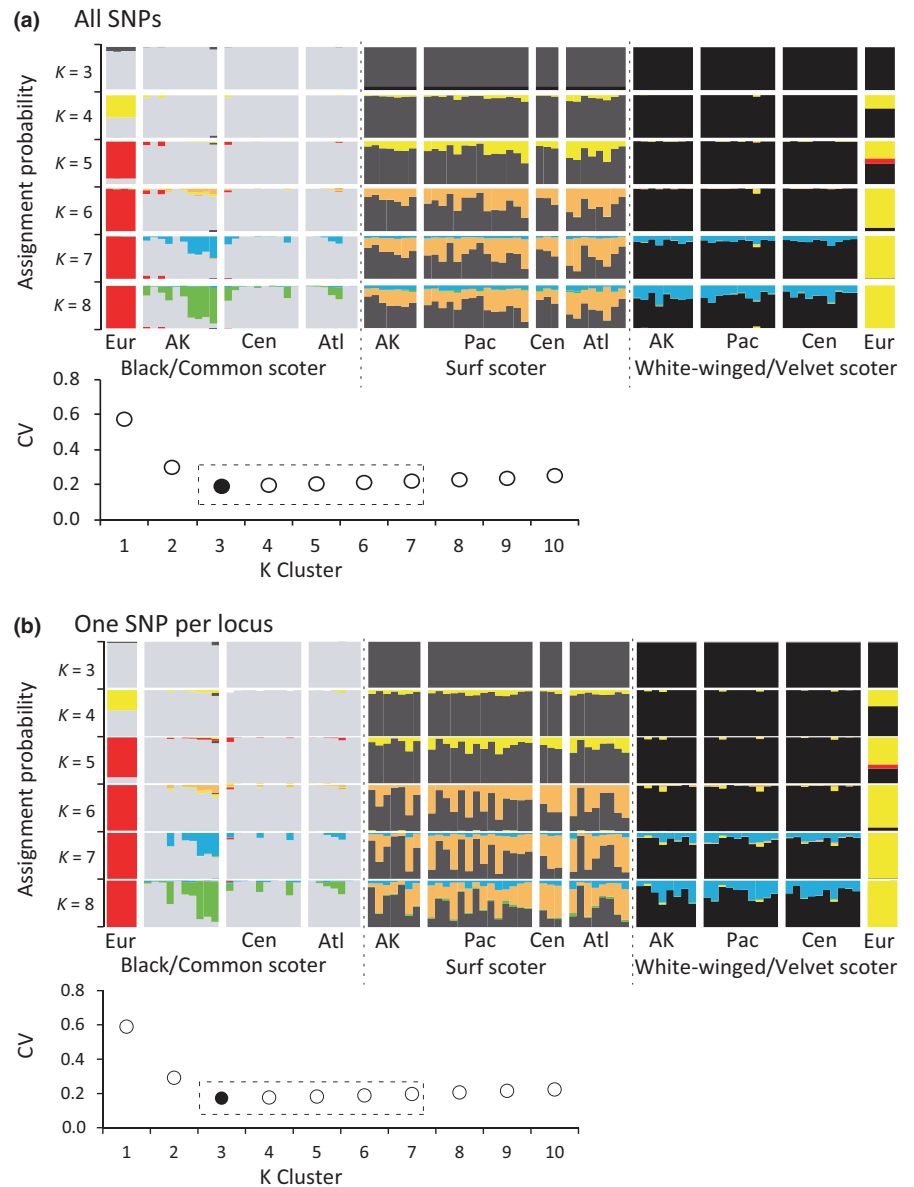 (a) All SNPs
Assignment probability
K = 3
K = 4
K = 5
K = 6
K = 7
K = 8
Eur AK Cen Atl AK Pac Cen Atl AK Pac Cen Eur
Black/Common scoter Surf scoter White-winged/Velvet scoter
CV
0.8
0.6
0.4
0.2
0.0
1 2 3 4 5 6 7 8 9 10
K Cluster
(b) One SNP per locus
Assignment probability
K = 3
K = 4
K = 5
K = 6
K = 7
K = 8
Eur Cen Atl AK Pac Cen Atl AK Pac Cen Eur
Black/Common scoter Surf scoter White-winged/Velvet scoter
CV
0.8
0.6
0.4
0.2
0.0
1 2 3 4 5 6 7 8 9 10
K Cluster